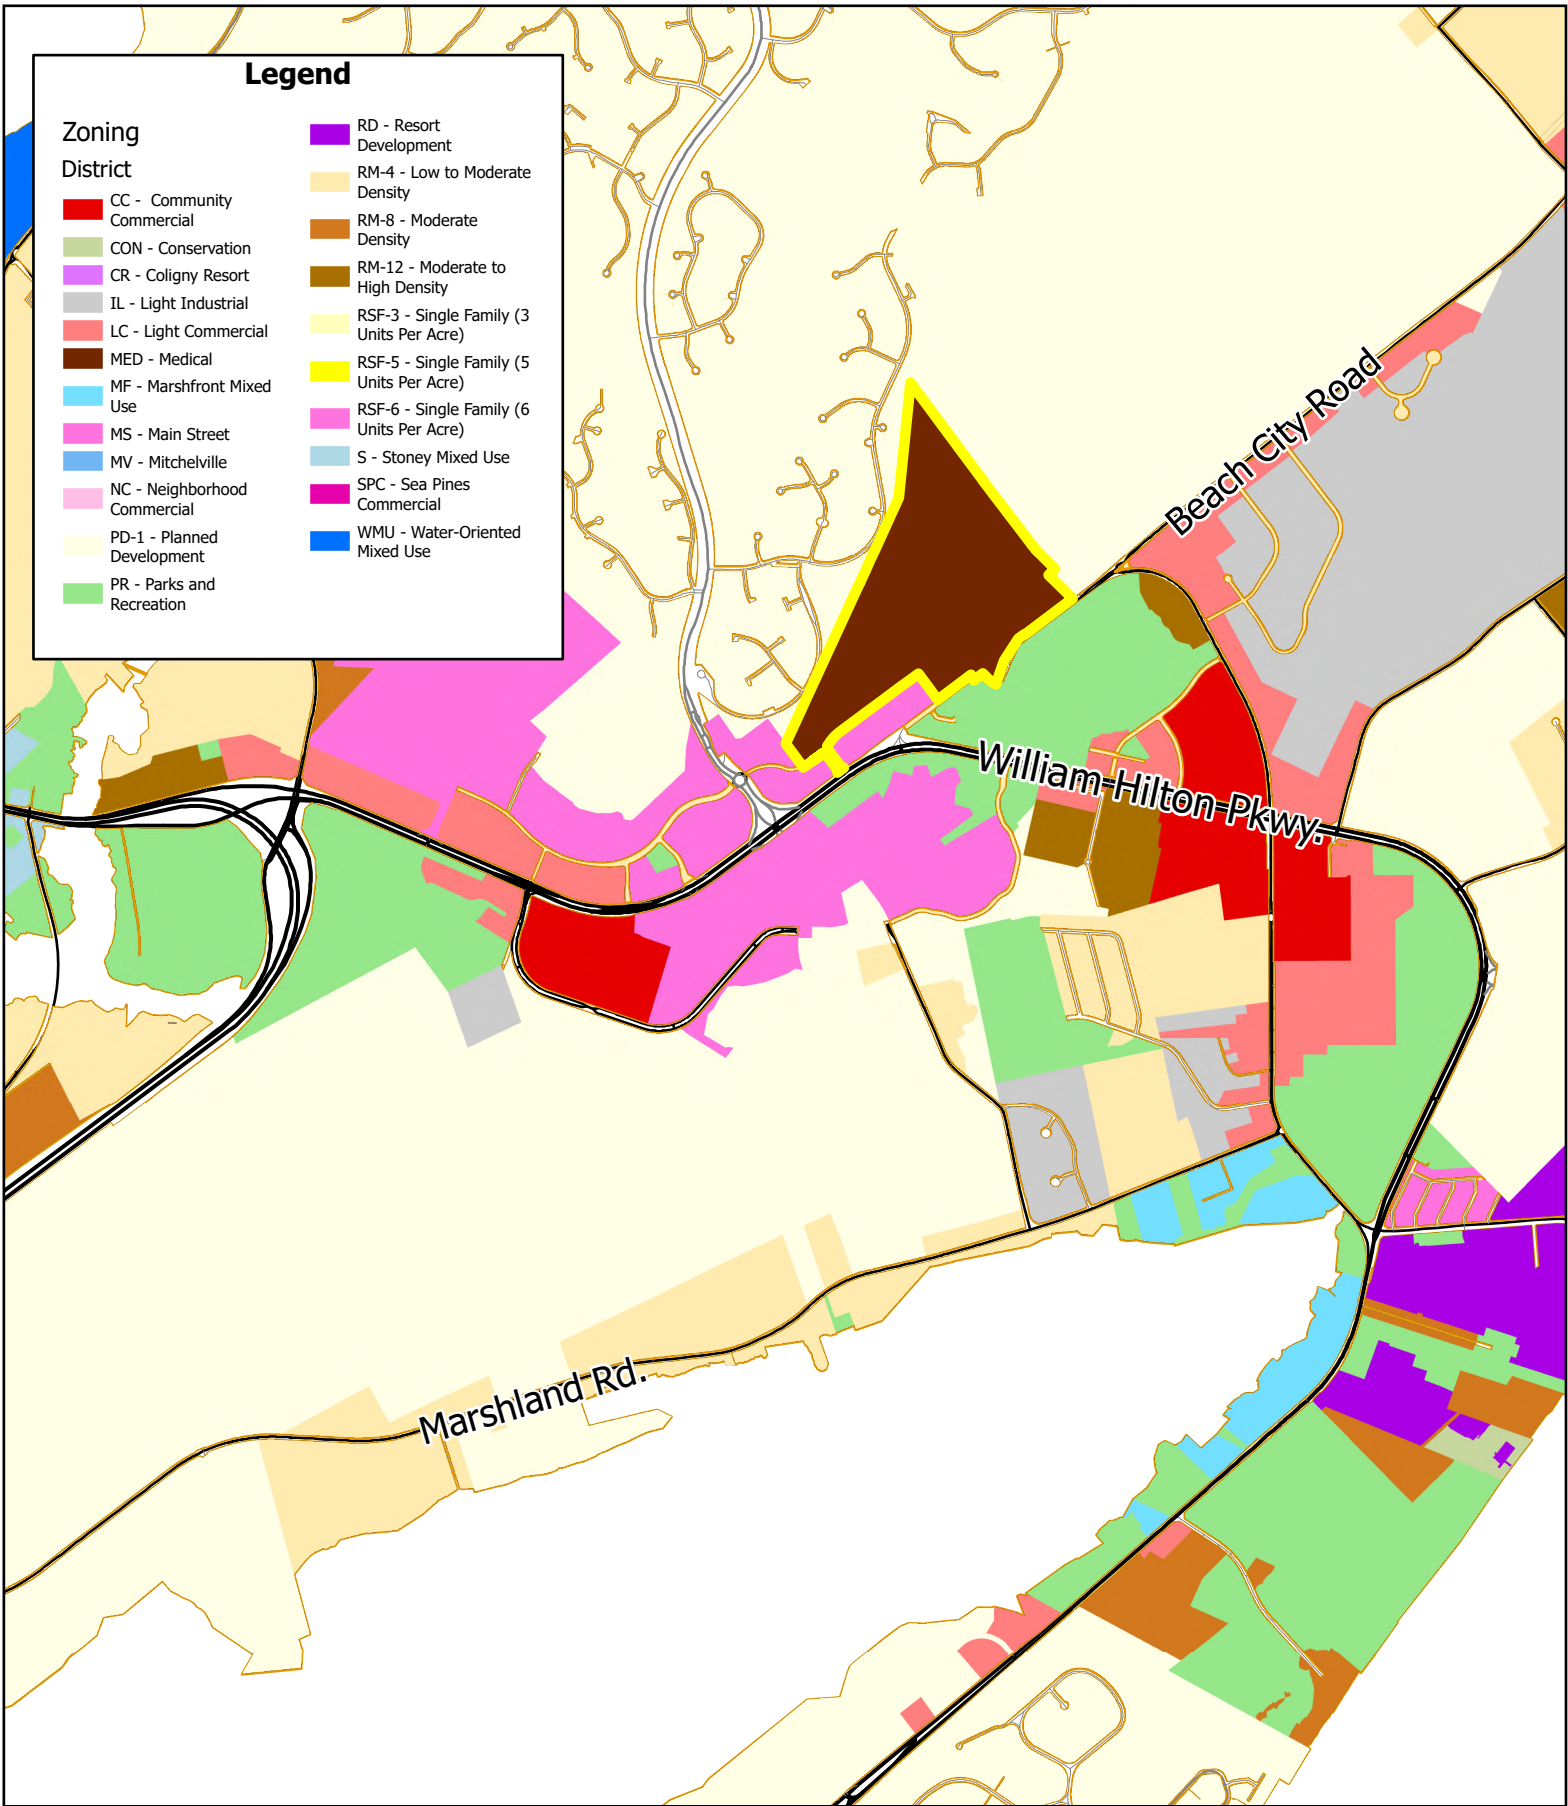 Legend
Zoning
District
CC -  Community
Commercial
CON - Conservation
CR - Coligny Resort
IL - Light Industrial
LC - Light Commercial
MED - Medical
MF - Marshfront Mixed
Use
MS - Main Street
MV - Mitchelville
NC - Neighborhood
Commercial
PD-1 - Planned
Development
PR - Parks and
Recreation
RD - Resort
Development
RM-4 - Low to Moderate
Density
RM-8 - Moderate
Density
RM-12 - Moderate to
High Density
RSF-3 - Single Family (3
Units Per Acre)
RSF-5 - Single Family (5
Units Per Acre)
RSF-6 - Single Family (6
Units Per Acre)
S - Stoney Mixed Use
SPC - Sea Pines
Commercial
WMU - Water-Oriented
Mixed Use
Beach City Road
William Hilton Pkwy.
Marshland Rd.